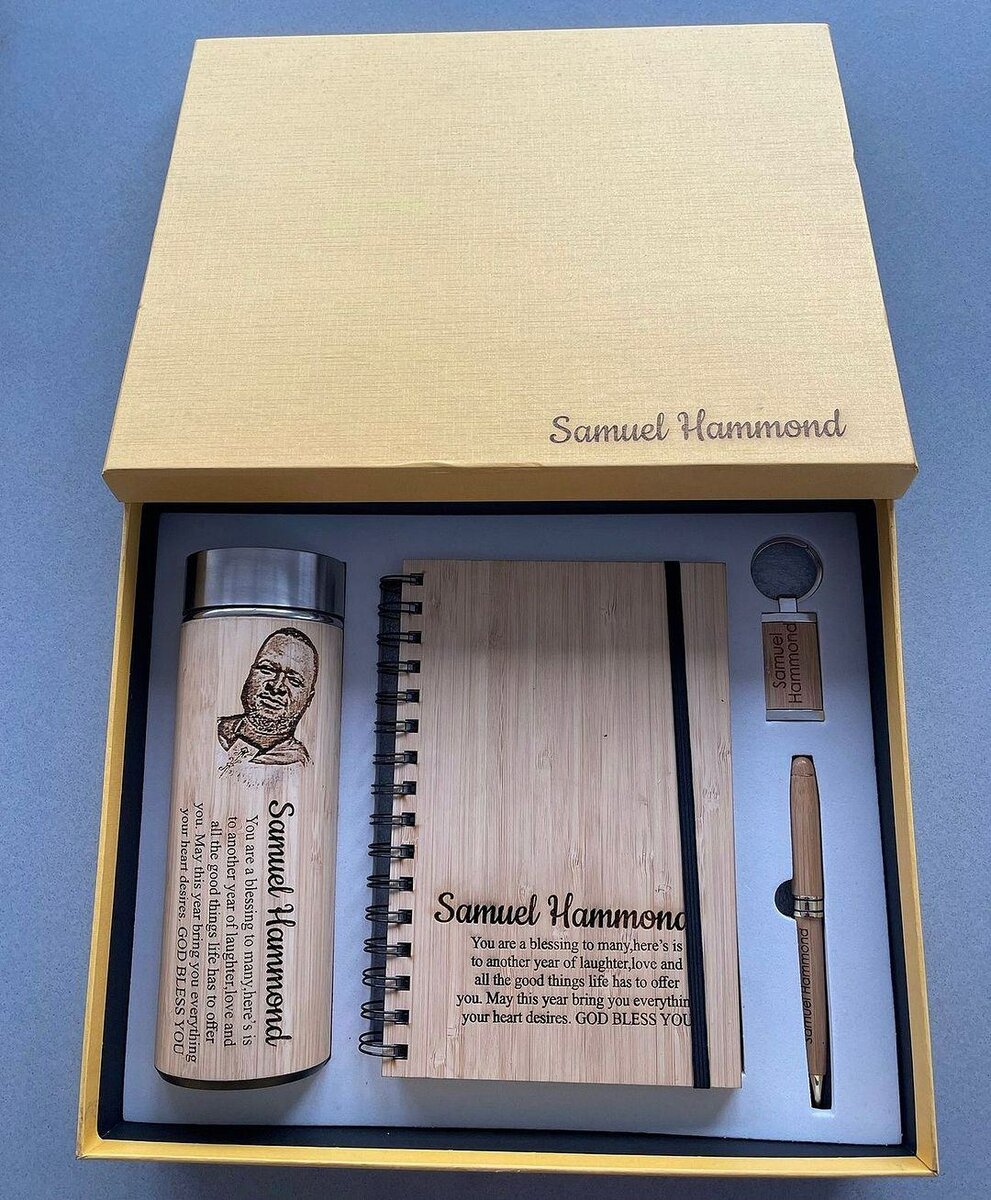 Samuel Hammond
Samuel Hammond
You are a blessing to many,here's is
to another year of laughter,love and
all the good things life has to offer
you. May this year bring you everything
your heart desires. GOD BLESS YOU
Samuel Hammond
You are a blessing to many,here's is
to another year of laughter,love and
all the good things life has to offer
you. May this year bring you everythin
your heart desires. GOD BLESS YOU
Samuel
Hammond
Samuel Hammond